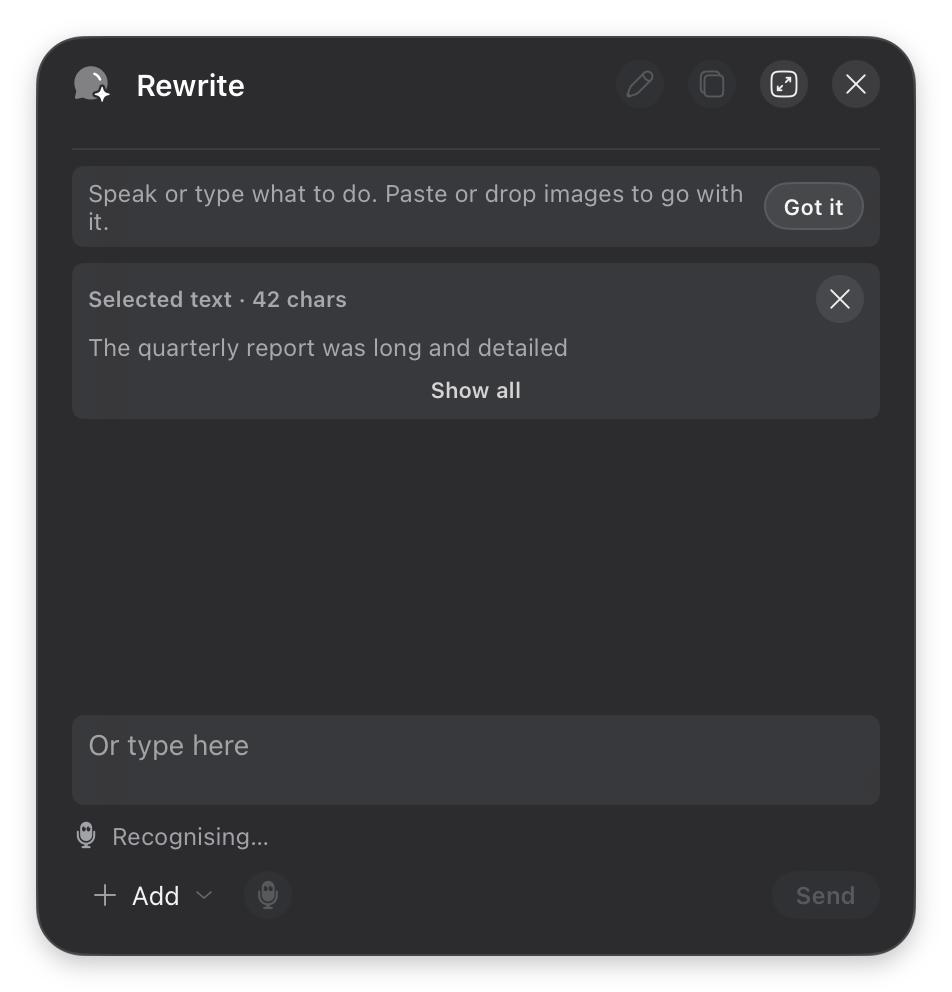 Rewrite
Speak or type what to do. Paste or drop images to go with
it.
Got it
Selected text · 42 chars
The quarterly report was long and detailed
Show all
Or type here
Recognising...
Add
Send